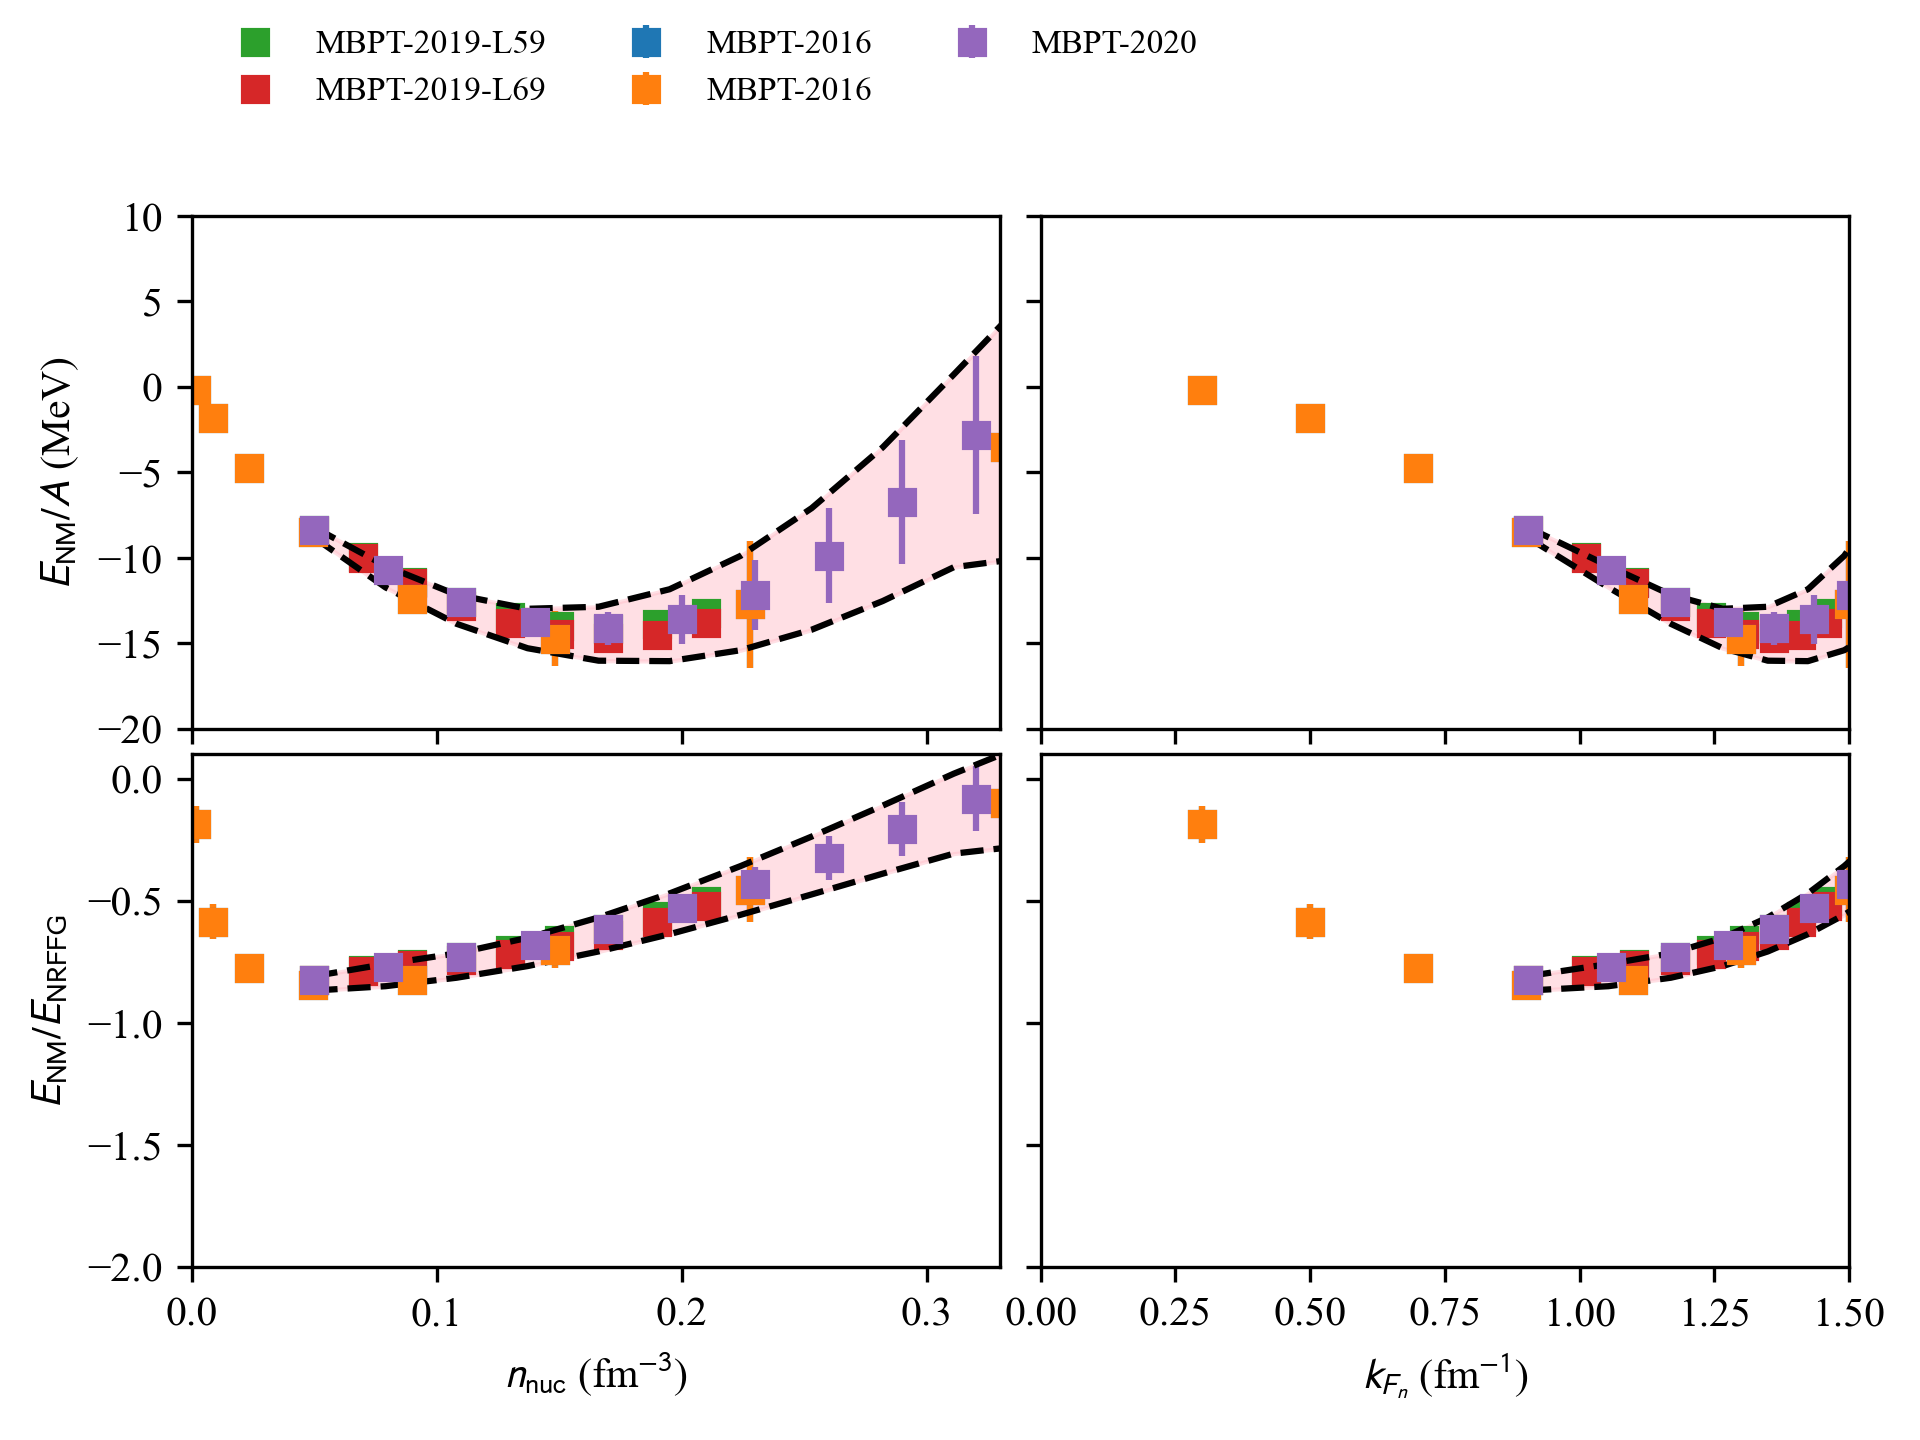 MBPT-2019-L59 MBPT-2016 MBPT-2020
MBPT-2019-L69 MBPT-2016
10
5
0
−5
−10
−15
−20
E_NM/A (MeV)
0.0
−0.5
−1.0
−1.5
−2.0
E_NM/E_NRFFG
0.0 0.1 0.2 0.3
n_nuc (fm⁻³)
0.00 0.25 0.50 0.75 1.00 1.25 1.50
k_{F_n} (fm⁻¹)